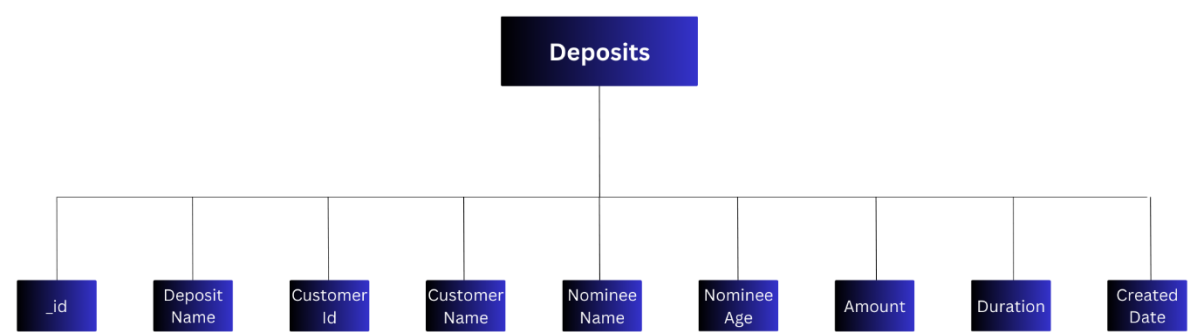 Deposits
_id
Deposit
Name
Customer
Id
Customer
Name
Nominee
Name
Nominee
Age
Amount
Duration
Created
Date